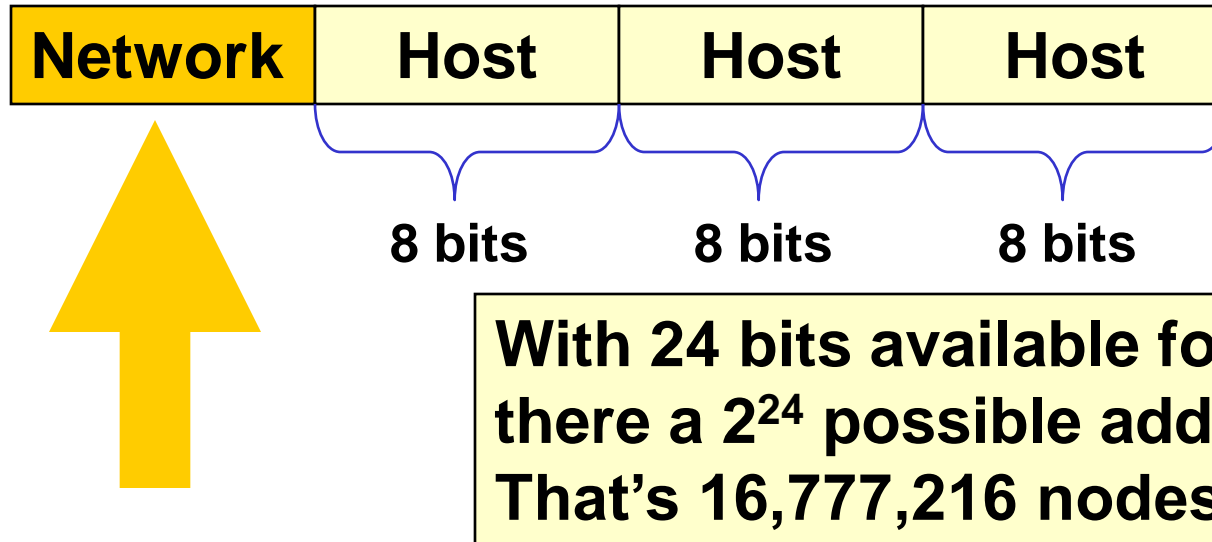 Network Host Host Host
8 bits 8 bits 8 bits
With 24 bits available fo
there a 2²⁴ possible add
That's 16,777,216 nodes